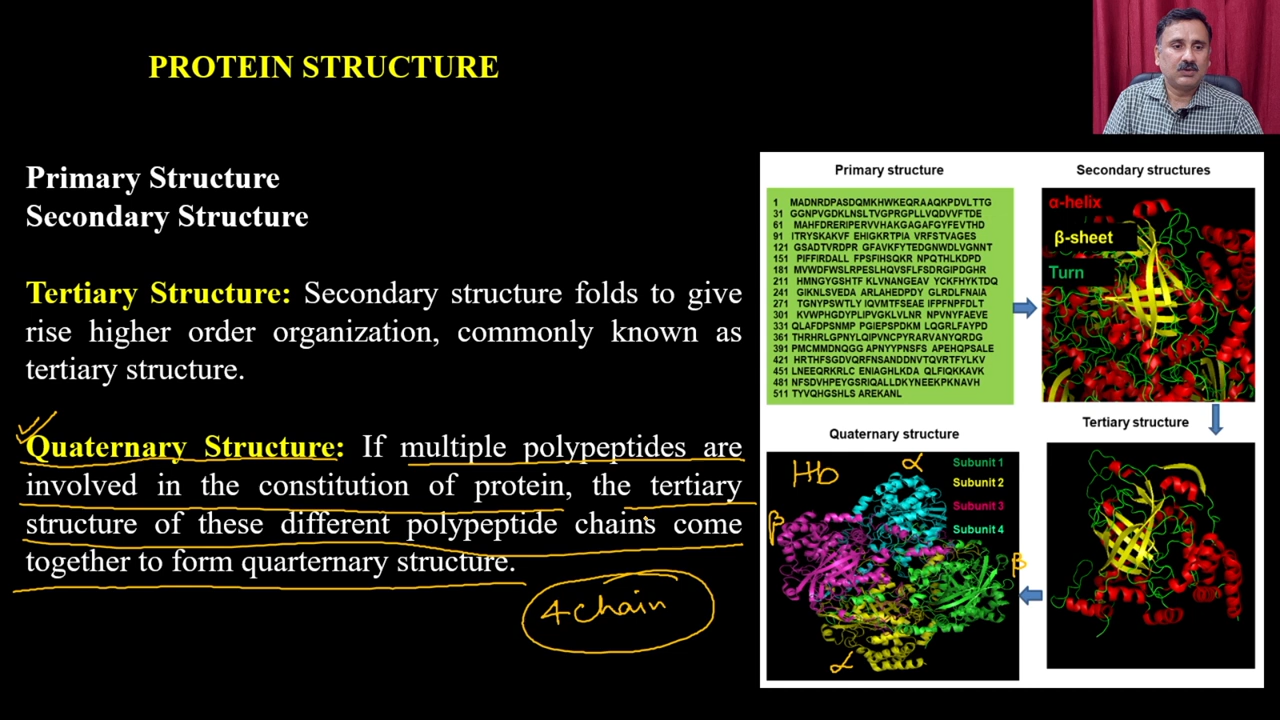 PROTEIN STRUCTURE
Primary Structure
Secondary Structure
Tertiary Structure: Secondary structure folds to give
rise higher order organization, commonly known as
tertiary structure.
Quaternary Structure: If multiple polypeptides are
involved in the constitution of protein, the tertiary
structure of these different polypeptide chains come
together to form quarternary structure.
4 chain
Primary structure
1 MADNRDPASDQMKHWKEQRAAQKPDVLTTG
31 GGNPVGDKLNSLTVGPRGPLLVQDVVFTDE
61 MAHFDRERIPERVVHAKGAGAFGYFEVTHD
91 ITRYSKAKVF EHIGKRTPIA VRFSTVAGES
121 GSADTVRDPR GFAVKFYTEDGNWDLVGNNT
151 PIFFIRDALL FPSFIHSQKR NPQTHLKDPD
181 MVWDFWSLRPESLHQVSFLFSDRGIPDGHR
211 HMNGYGSHTF KLVNANGEAV YCKFHYKTDQ
241 GIKNLSVEDA ARLAHEDPDY GLRDLFNAIA
271 TGNYPSWTLY IQVMTFSEAE IFPFNPFDLT
301 KVWPHGDYPLIPVGKLVLNR NPVNYFAEVE
331 QLAFDPSNMP PGIEPSPDKM LQGRLFAYPD
361 THRHRLGPNYLQIPVNCPYRARVANYQRDG
391 PMCMMDNQGG APNYYPNSFS APEHQPSALE
421 HRTHFSGDVQRFNSANDDNVTQVRTFYLKV
451 LNEEQRKRLC ENIAGHLKDA QLFIQKKAVK
481 NFSDVHPEYGSRIQALLDKYNEEKPKNAVH
511 TYVQHGSHLS AREKANL
Secondary structures
α-helix
β-sheet
Turn
Tertiary structure
Quaternary structure
Hb
α
Subunit 1
Subunit 2
Subunit 3
Subunit 4
β
β
α